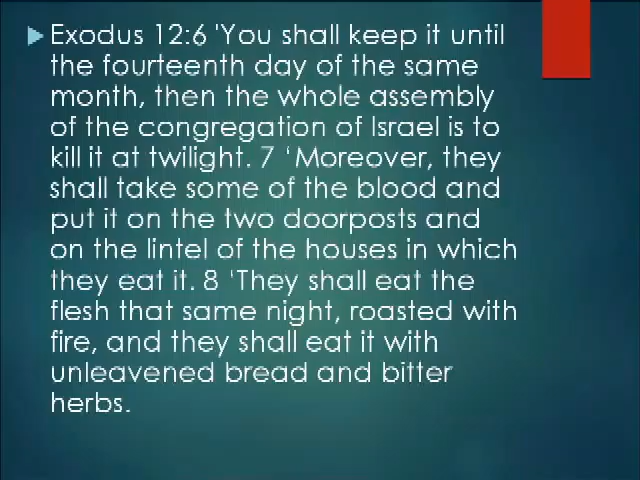 Exodus 12:6 'You shall keep it until
the fourteenth day of the same
month, then the whole assembly
of the congregation of Israel is to
kill it at twilight. 7 ‘Moreover, they
shall take some of the blood and
put it on the two doorposts and
on the lintel of the houses in which
they eat it. 8 'They shall eat the
flesh that same night, roasted with
fire, and they shall eat it with
unleavened bread and bitter
herbs.